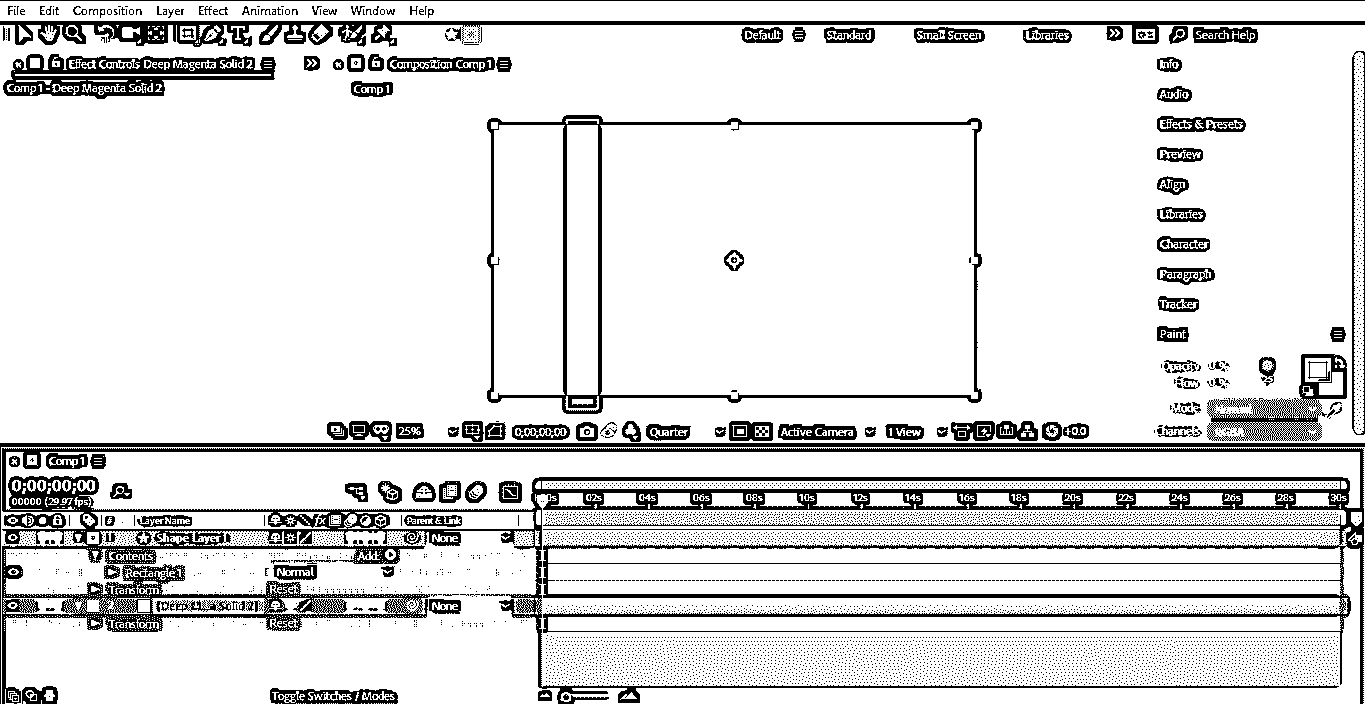 File Edit Composition Layer Effect Animation View Window Help
Default Standard Small Screen Libraries Search Help
Effect Controls Deep Magenta Solid 2 Composition Comp 1
Comp 1 - Deep Magenta Solid 2 Comp 1
Info
Audio
Effects & Presets
Preview
Align
Libraries
Character
Paragraph
Tracker
Paint
Opacity
Flow
Mode
Channels
25% 0;00;00;00 Quarter Active Camera 1 View +0.0
Comp 1
0;00;00;00
00000 (29.97 fps)
02s 04s 06s 08s 10s 12s 14s 16s 18s 20s 22s 24s 26s 28s 30s
# Layer Name Parent & Link
1 Shape Layer 1 None
Contents Add:
Rectangle 1 Normal
Transform Reset
None
Transform Reset
Toggle Switches / Modes